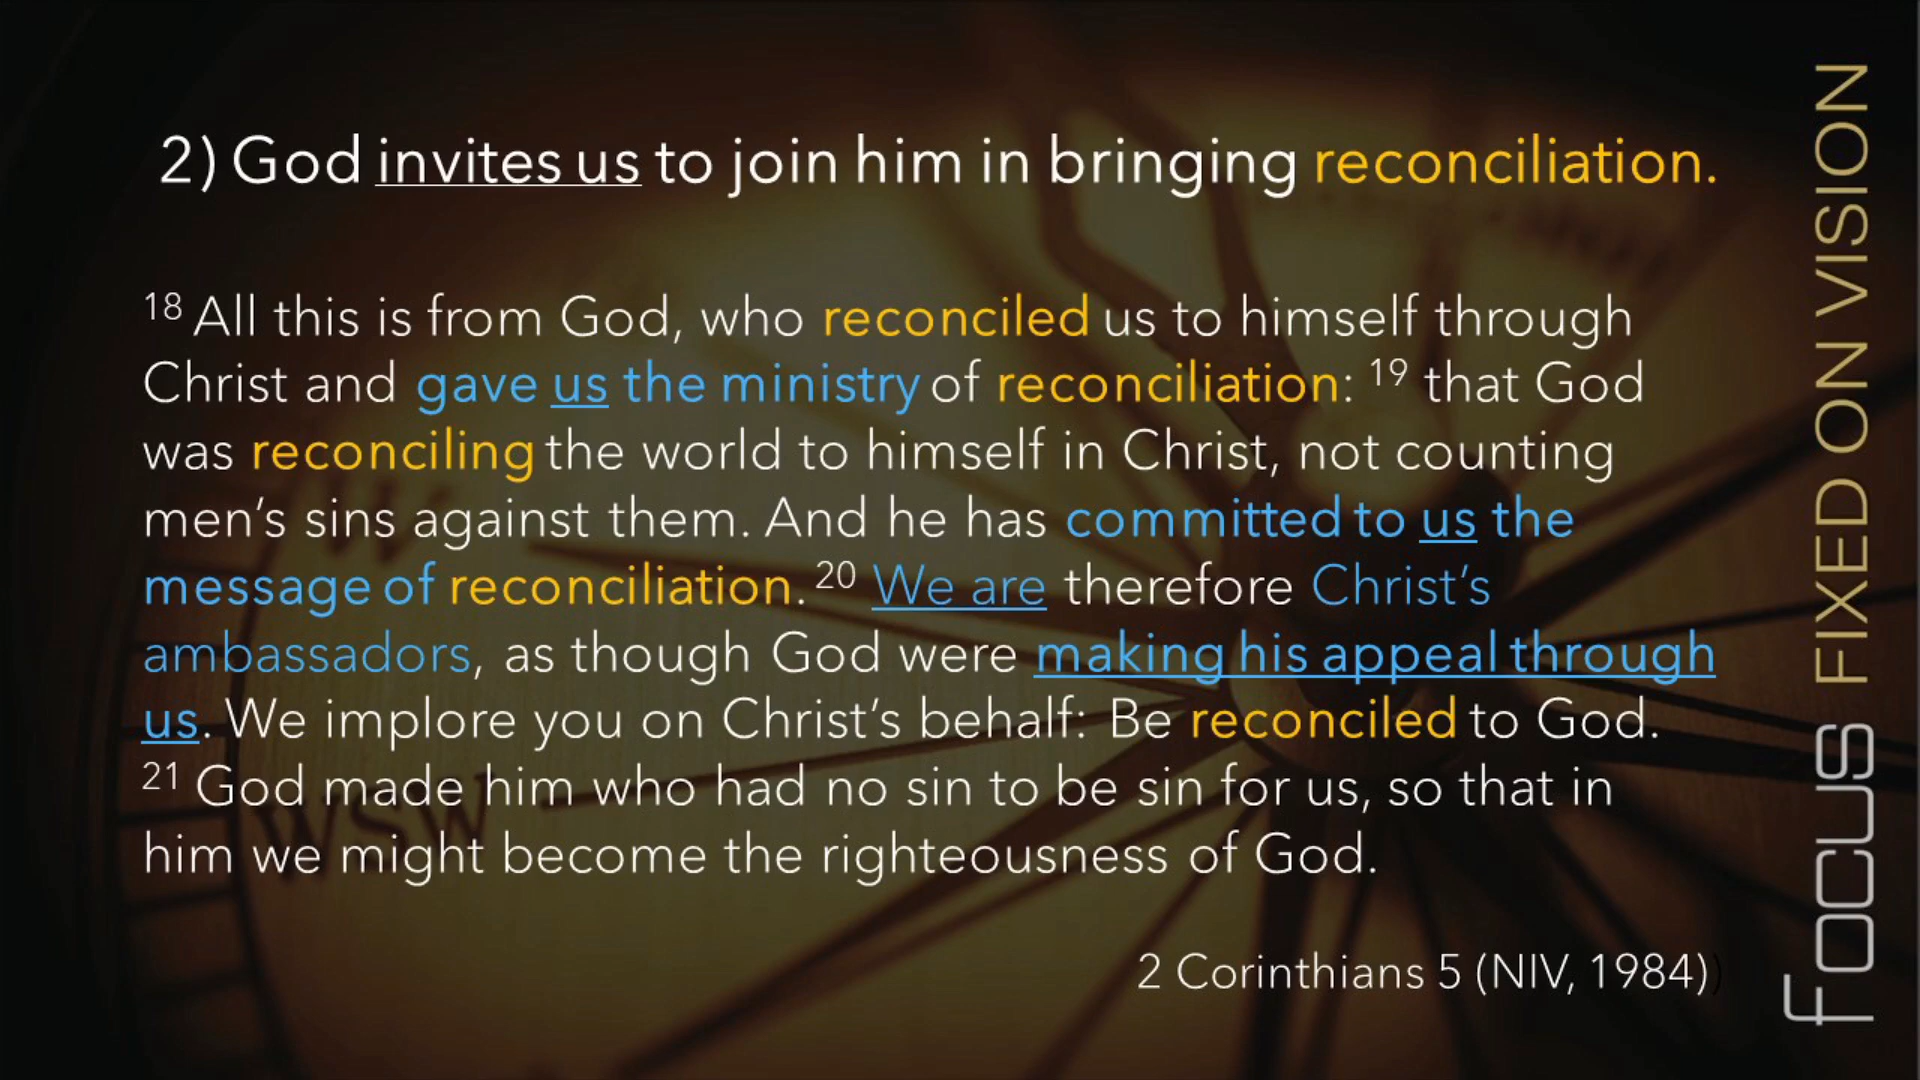 2) God invites us to join him in bringing reconciliation.
18 All this is from God, who reconciled us to himself through
Christ and gave us the ministry of reconciliation: 19 that God
was reconciling the world to himself in Christ, not counting
men’s sins against them. And he has committed to us the
message of reconciliation. 20 We are therefore Christ’s
ambassadors, as though God were making his appeal through
us. We implore you on Christ’s behalf: Be reconciled to God.
21 God made him who had no sin to be sin for us, so that in
him we might become the righteousness of God.
2 Corinthians 5 (NIV, 1984))
FOCUS FIXED ON VISION
W
WSW